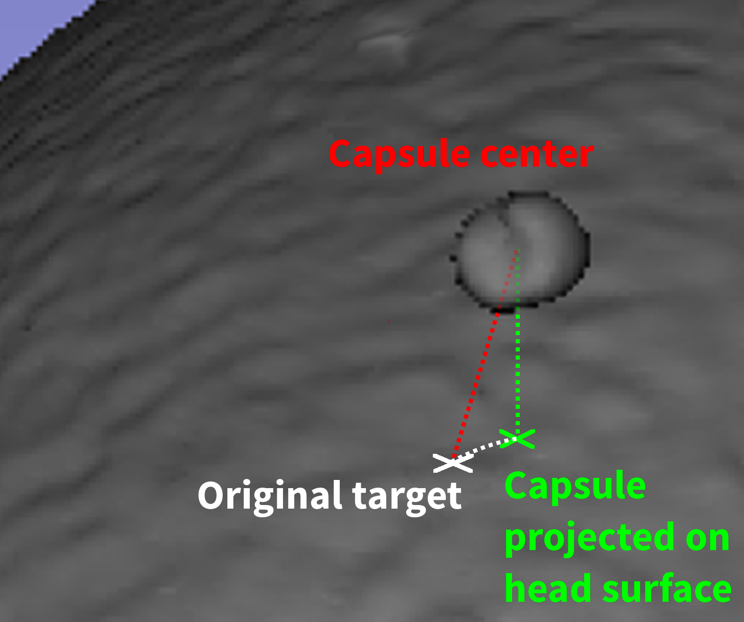 Capsule center
Original target
Capsule
projected on
head surface